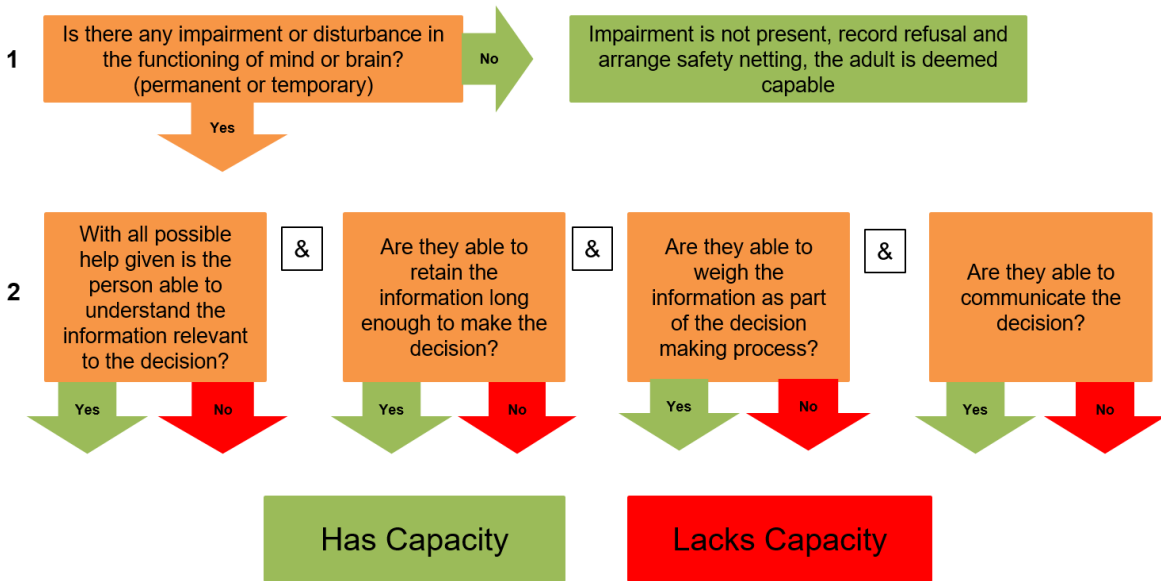 1
Is there any impairment or disturbance in
the functioning of mind or brain?
(permanent or temporary)
No
Impairment is not present, record refusal and
arrange safety netting, the adult is deemed
capable
Yes
2
With all possible
help given is the
person able to
understand the
information relevant
to the decision?
&
Are they able to
retain the
information long
enough to make the
decision?
&
Are they able to
weigh the
information as part
of the decision
making process?
&
Are they able to
communicate the
decision?
Yes
No
Yes
No
Yes
No
Yes
No
Has Capacity
Lacks Capacity